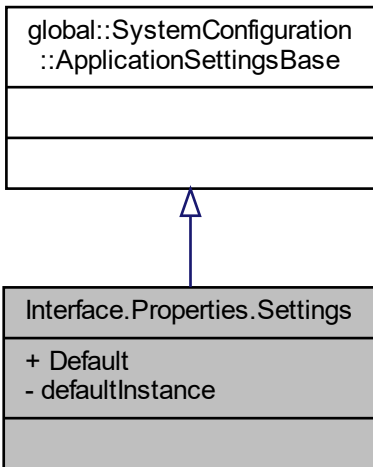 global::SystemConfiguration
::ApplicationSettingsBase
Interface.Properties.Settings
+ Default
- defaultInstance